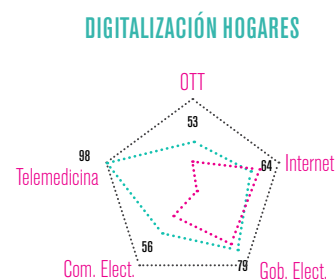 DIGITALIZACIÓN HOGARES
OTT
53
98
64
Internet
Telemedicina
56
79
Com. Elect.
Gob. Elect.